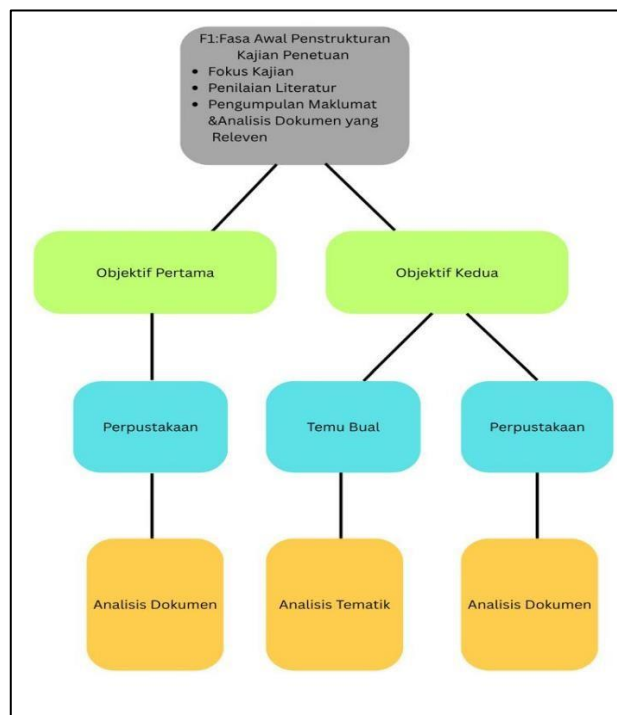 F1:Fasa Awal Penstrukturan
Kajian Penetuan
• Fokus Kajian
• Penilaian Literatur
• Pengumpulan Maklumat
&Analisis Dokumen yang
Releven
Objektif Pertama
Objektif Kedua
Perpustakaan
Temu Bual
Perpustakaan
Analisis Dokumen
Analisis Tematik
Analisis Dokumen